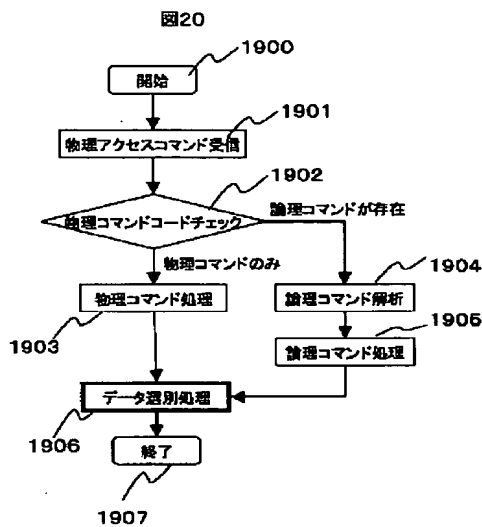 図20
1900
開始
1901
物理アクセスコマンド受信
1902
物理コマンドコードチェック
論理コマンドが存在
物理コマンドのみ
1904
物理コマンド処理
論理コマンド解析
1903
1905
論理コマンド処理
データ選別処理
1906
終了
1907